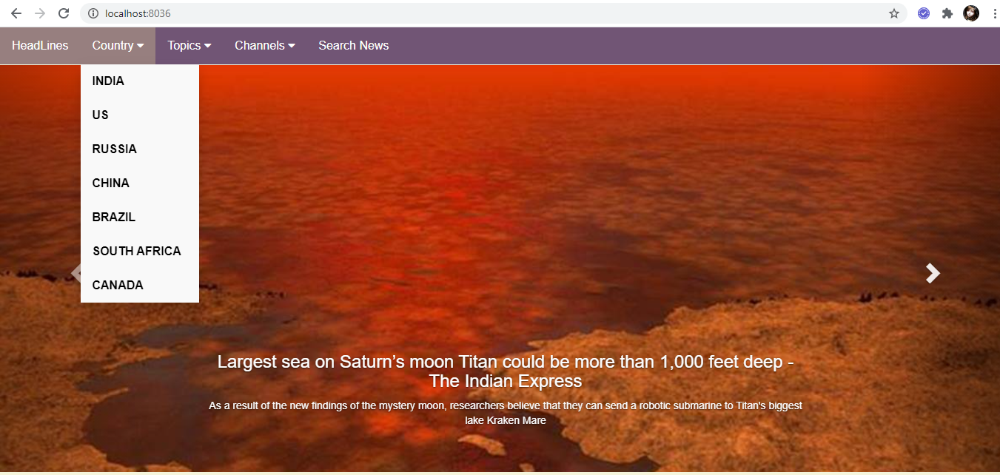 localhost:8036
HeadLines Country Topics Channels Search News
INDIA
US
RUSSIA
CHINA
BRAZIL
SOUTH AFRICA
CANADA
Largest sea on Saturn’s moon Titan could be more than 1,000 feet deep -
The Indian Express
As a result of the new findings of the mystery moon, researchers believe that they can send a robotic submarine to Titan's biggest
lake Kraken Mare